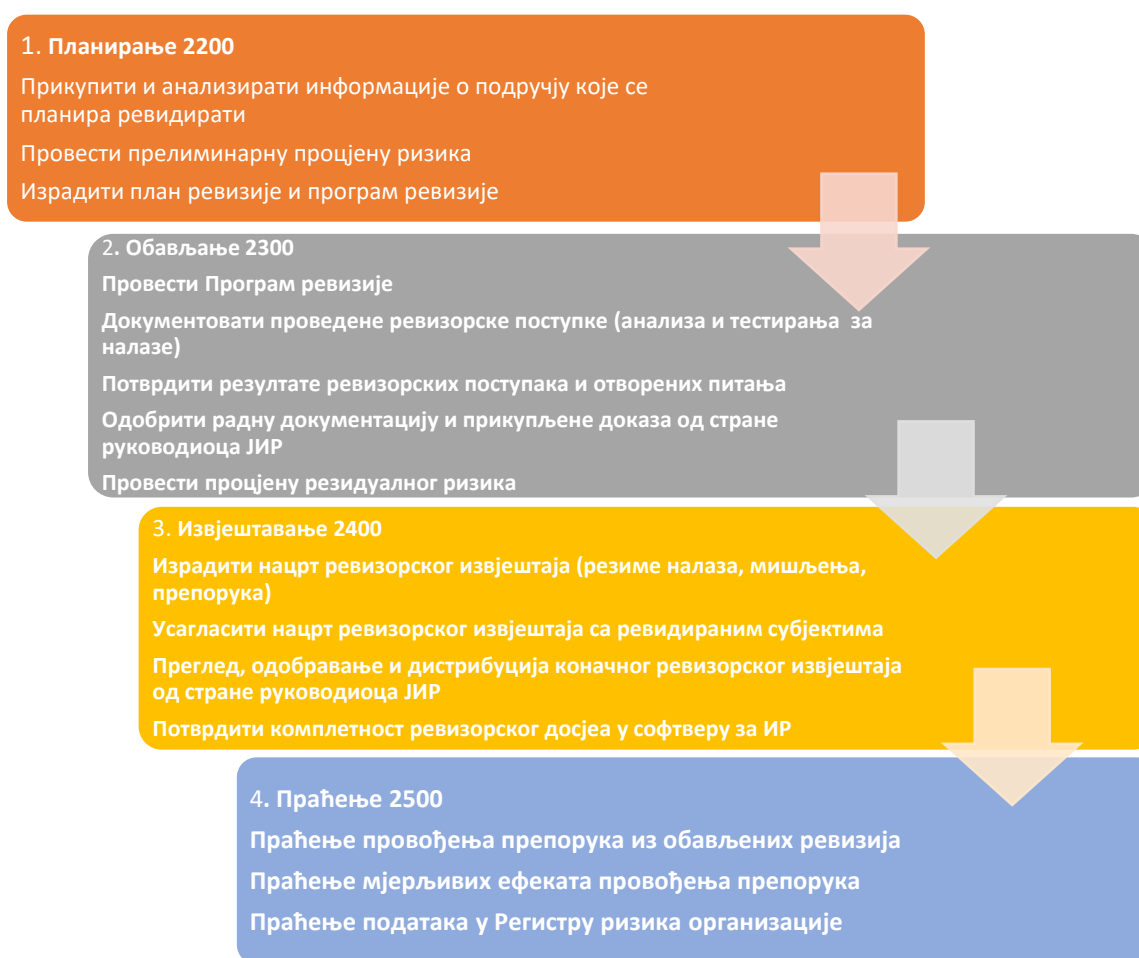 1. Планирање 2200
Прикупити и анализирати информације о подручју које се
планира ревидирати
Провести прелиминарну процјену ризика
Израдити план ревизије и програм ревизије
2. Обављање 2300
Провести Програм ревизије
Документовати проведене ревизорске поступке (анализа и тестирања за
налазе)
Потврдити резултате ревизорских поступака и отворених питања
Одобрити радну документацију и прикупљене доказа од стране
руководиоца ЈИР
Провести процјену резидуалног ризика
3. Извјештавање 2400
Израдити нацрт ревизорског извјештаја (резиме налаза, мишљења,
препорука)
Усагласити нацрт ревизорског извјештаја са ревидираним субјектима
Преглед, одобравање и дистрибуција коначног ревизорског извјештаја
од стране руководиоца ЈИР
Потврдити комплетност ревизорског досјеа у софтверу за ИР
4. Праћење 2500
Праћење провођења препорука из обављених ревизија
Праћење мјерљивих ефеката провођења препорука
Праћење података у Регистру ризика организације